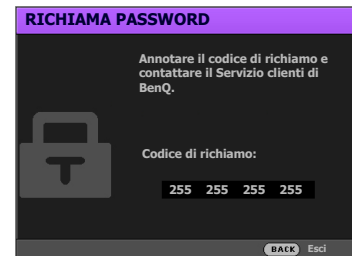 RICHIAMA PASSWORD
Annotare il codice di richiamo e
contattare il Servizio clienti di
BenQ.
Codice di richiamo:
255 255 255 255
BACK Esci